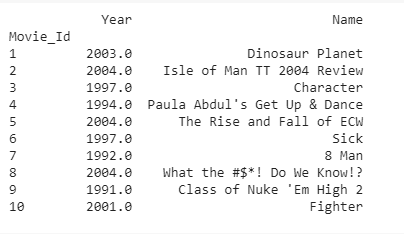 Year Name
Movie_Id
1 2003.0 Dinosaur Planet
2 2004.0 Isle of Man TT 2004 Review
3 1997.0 Character
4 1994.0 Paula Abdul's Get Up & Dance
5 2004.0 The Rise and Fall of ECW
6 1997.0 Sick
7 1992.0 8 Man
8 2004.0 What the #$*! Do We Know!?
9 1991.0 Class of Nuke 'Em High 2
10 2001.0 Fighter